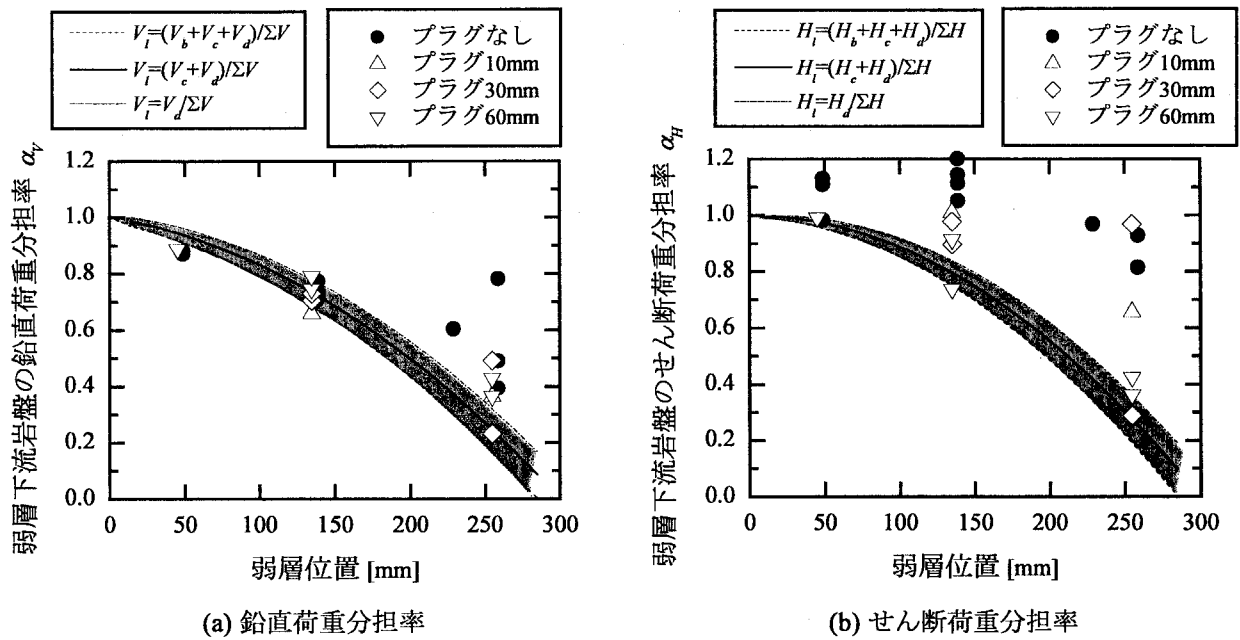 V_l=(V_b+V_c+V_d)/ΣV
V_l=(V_c+V_d)/ΣV
V_l=V_d/ΣV
プラグなし
プラグ10mm
プラグ30mm
プラグ60mm
弱層下流岩盤の鉛直荷重分担率 α_V
1.2
1.0
0.8
0.6
0.4
0.2
0.0
0 50 100 150 200 250 300
弱層位置 [mm]
(a) 鉛直荷重分担率
H_l=(H_b+H_c+H_d)/ΣH
H_l=(H_c+H_d)/ΣH
H_l=H_d/ΣH
プラグなし
プラグ10mm
プラグ30mm
プラグ60mm
弱層下流岩盤のせん断荷重分担率 α_H
1.2
1.0
0.8
0.6
0.4
0.2
0.0
0 50 100 150 200 250 300
弱層位置 [mm]
(b) せん断荷重分担率